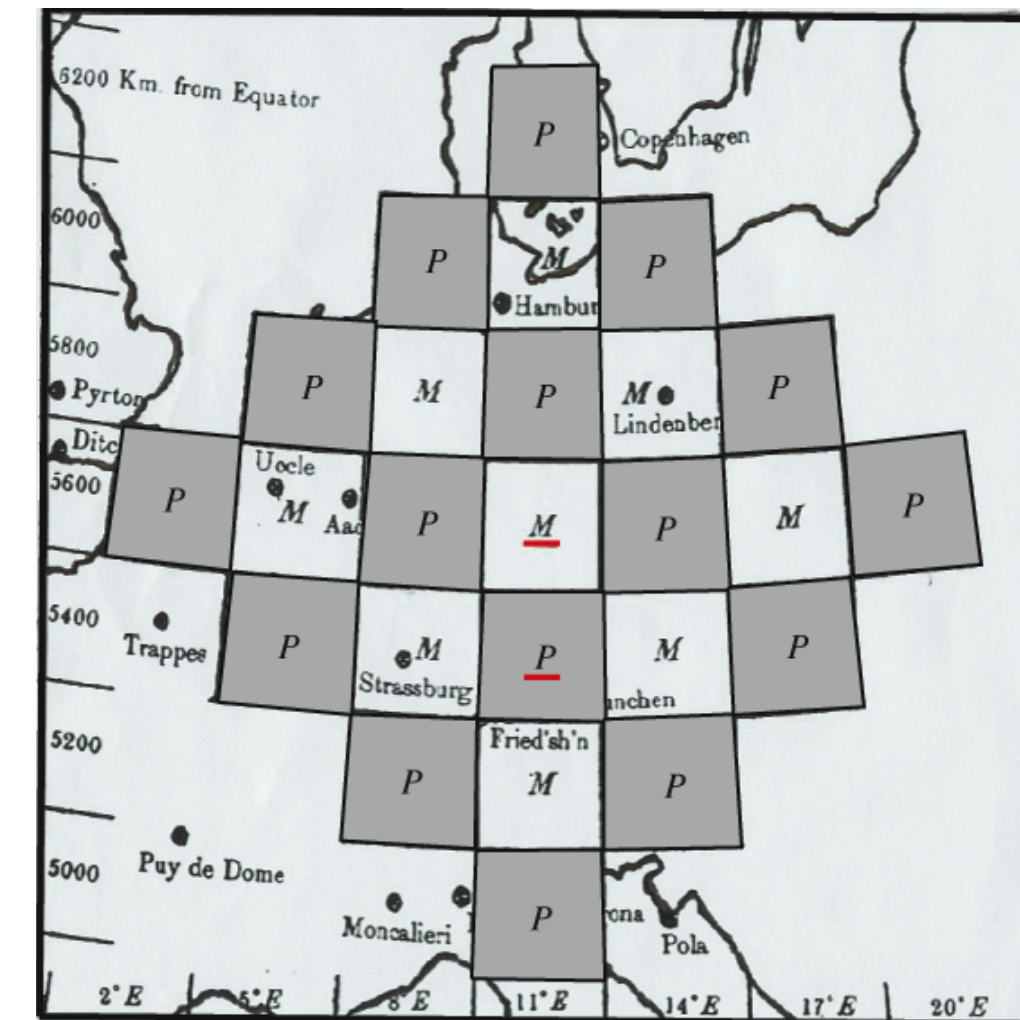 6200 Km. from Equator
P
Copenhagen
6000
P
M
P
Hambur
5800
P
M
P
M
P
Pyrton
Lindenber
Ditc
Uccle
5600
P
M
Aac
P
M
P
M
P
5400
Trappes
P
M
P
M
P
Strassburg
unchen
5200
Fried'sh'n
P
M
P
Puy de Dome
5000
P
Moncalieri
ona
Pola
2°E 5°E 8°E 11°E 14°E 17°E 20°E